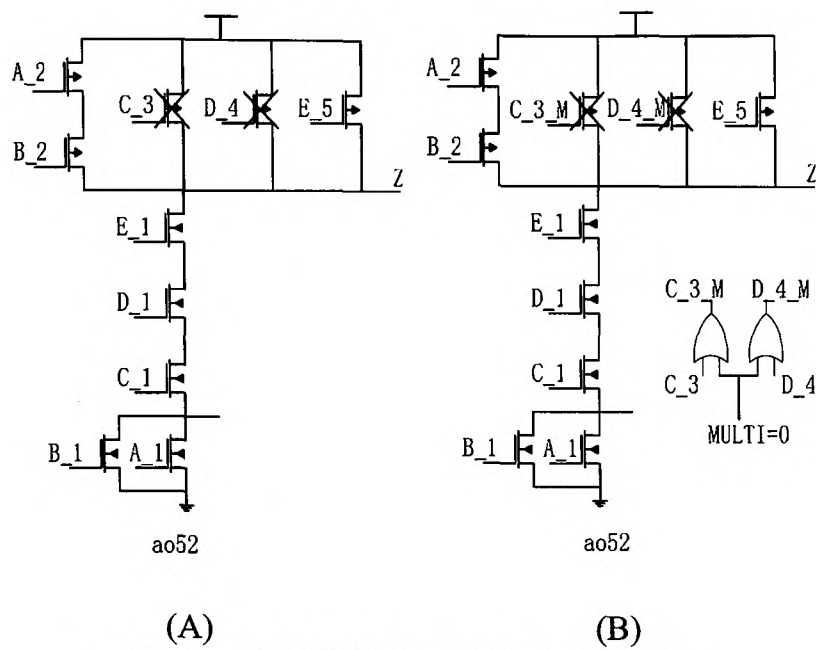 A_2
C_3
D_4
E_5
B_2
Z
E_1
D_1
C_1
B_1
A_1
ao52
(A)
A_2
C_3_M
D_4_M
E_5
B_2
Z
E_1
D_1
C_1
B_1
A_1
C_3_M
D_4_M
C_3
D_4
MULTI=0
ao52
(B)